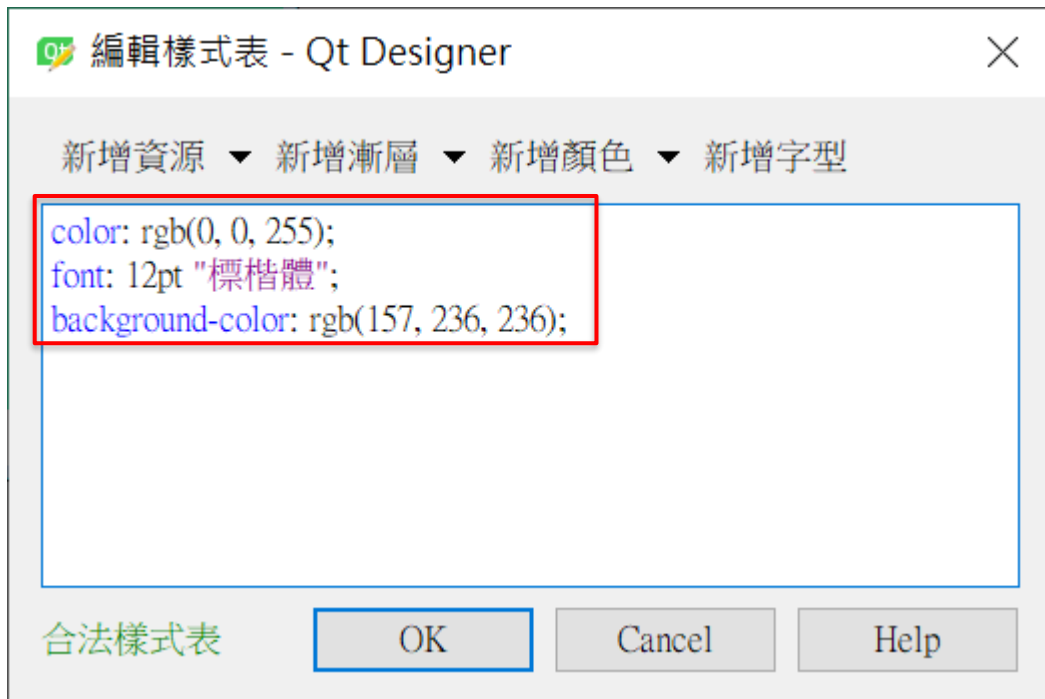 編輯樣式表 - Qt Designer
新增資源 新增漸層 新增顏色 新增字型
color: rgb(0, 0, 255);
font: 12pt "標楷體";
background-color: rgb(157, 236, 236);
合法樣式表 OK Cancel Help